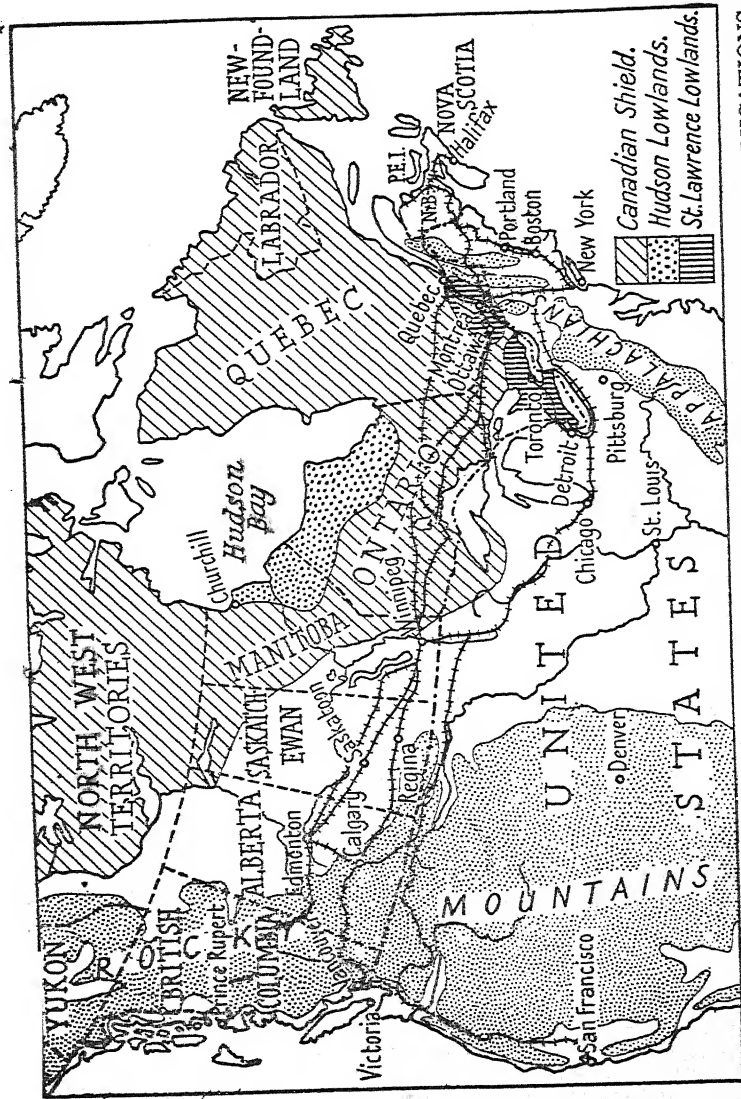 YUKON
NORTH WEST
TERRITORIES
NEW-
FOUND-
LAND
LABRADOR
BRITISH
COLUMBIA
Prince Rupert
ROCK
ALBERTA
SASKATCH-
EWAN
MANITOBA
Churchill
Hudson
Bay
QUEBEC
ONTARIO
Edmonton
Saskatoon
Calgary
Regina
Winnipeg
Vancouver
Victoria
Quebec
Montreal
Ottawa
P.E.I.
N.B.
NOVA
SCOTIA
Halifax
Portland
Boston
New York
Toronto
Detroit
Chicago
Pittsburg
St. Louis
APPALACHIAN
UNITED
STATES
Denver
MOUNTAINS
San Francisco
Canadian Shield.
Hudson Lowlands.
St. Lawrence Lowlands.